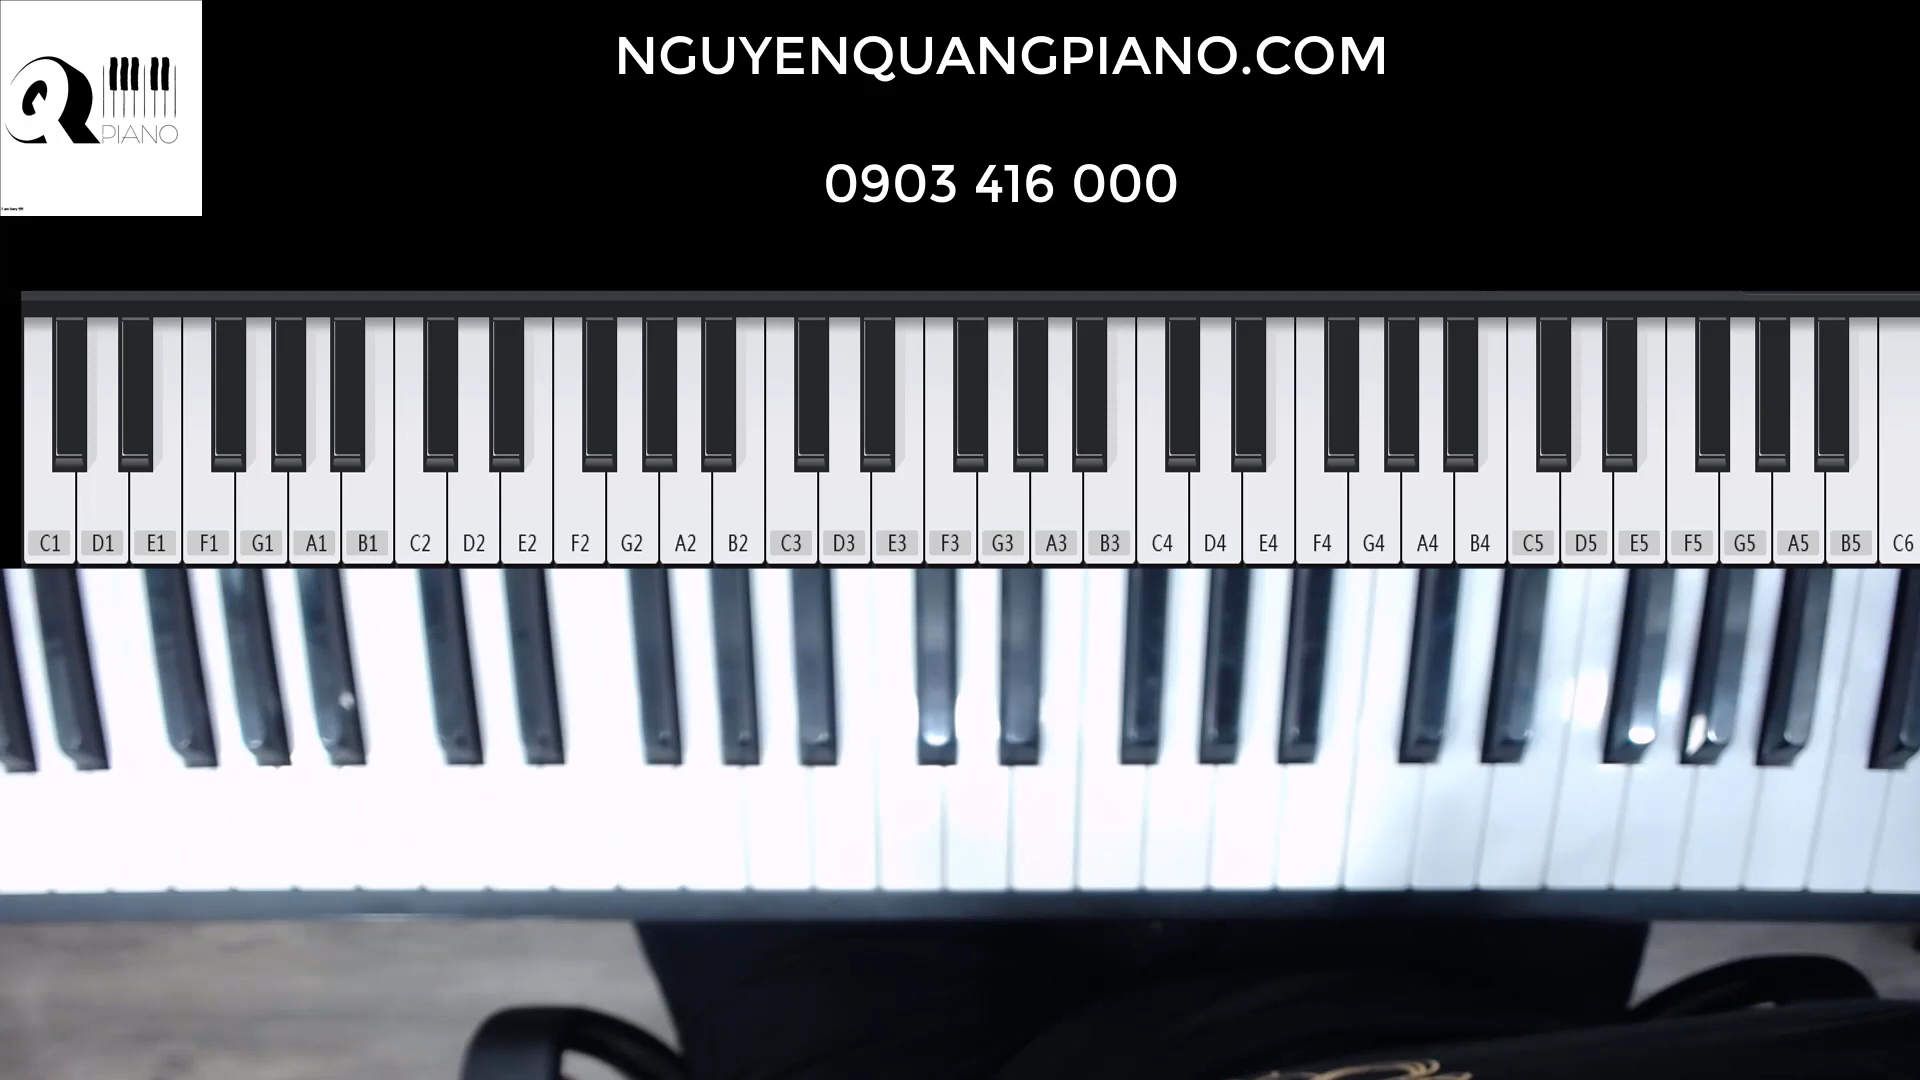 NGUYENQUANGPIANO.COM
Q PIANO
0903 416 000
C1 D1 E1 F1 G1 A1 B1 C2 D2 E2 F2 G2 A2 B2 C3 D3 E3 F3 G3 A3 B3 C4 D4 E4 F4 G4 A4 B4 C5 D5 E5 F5 G5 A5 B5 C6